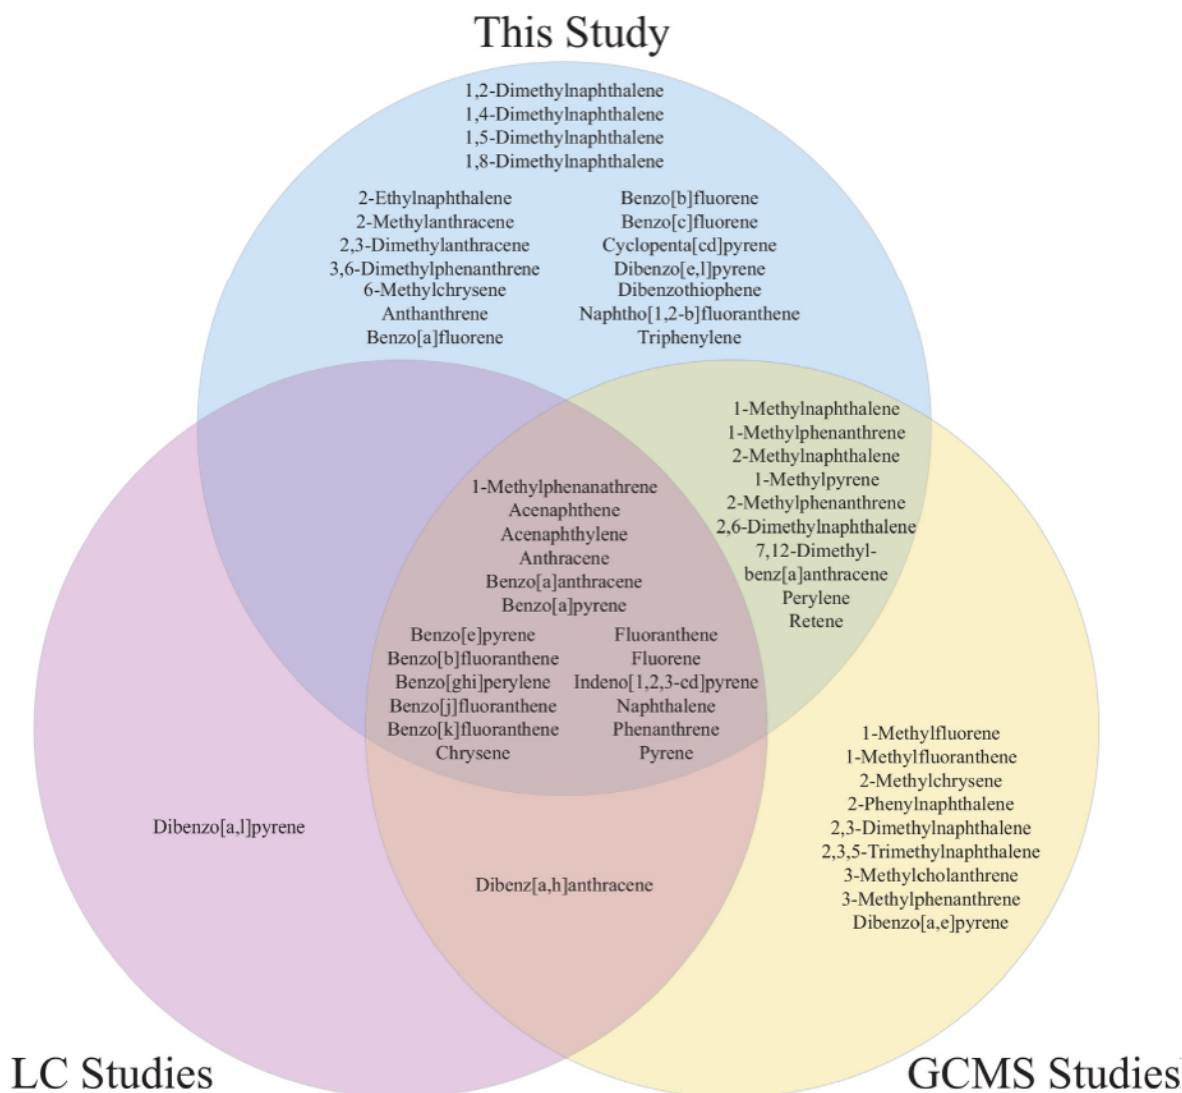 This Study
1,2-Dimethylnaphthalene
1,4-Dimethylnaphthalene
1,5-Dimethylnaphthalene
1,8-Dimethylnaphthalene
2-Ethylnaphthalene
2-Methylanthracene
2,3-Dimethylanthracene
3,6-Dimethylphenanthrene
6-Methylchrysene
Anthanthrene
Benzo[a]fluorene
Benzo[b]fluorene
Benzo[c]fluorene
Cyclopenta[cd]pyrene
Dibenzo[e,l]pyrene
Dibenzothiophene
Naphtho[1,2-b]fluoranthene
Triphenylene
1-Methylnaphthalene
1-Methylphenanthrene
2-Methylnaphthalene
1-Methylpyrene
2-Methylphenanthrene
2,6-Dimethylnaphthalene
7,12-Dimethyl-
benz[a]anthracene
Perylene
Retene
1-Methylphenanathrene
Acenaphthene
Acenaphthylene
Anthracene
Benzo[a]anthracene
Benzo[a]pyrene
Benzo[e]pyrene
Benzo[b]fluoranthene
Benzo[ghi]perylene
Benzo[j]fluoranthene
Benzo[k]fluoranthene
Chrysene
Fluoranthene
Fluorene
Indeno[1,2,3-cd]pyrene
Naphthalene
Phenanthrene
Pyrene
1-Methylfluorene
1-Methylfluoranthene
2-Methylchrysene
2-Phenylnaphthalene
2,3-Dimethylnaphthalene
2,3,5-Trimethylnaphthalene
3-Methylcholanthrene
3-Methylphenanthrene
Dibenzo[a,e]pyrene
Dibenzo[a,l]pyrene
Dibenz[a,h]anthracene
LC Studies
GCMS Studies